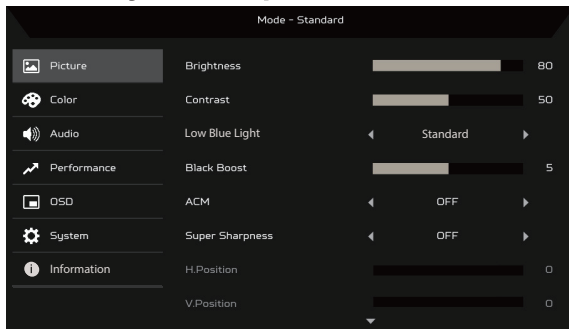 Mode - Standard
Picture
Brightness 80
Color
Contrast 50
Audio
Low Blue Light Standard
Performance
Black Boost 5
OSD
ACM OFF
System
Super Sharpness OFF
Information
H.Position 0
V.Position 0